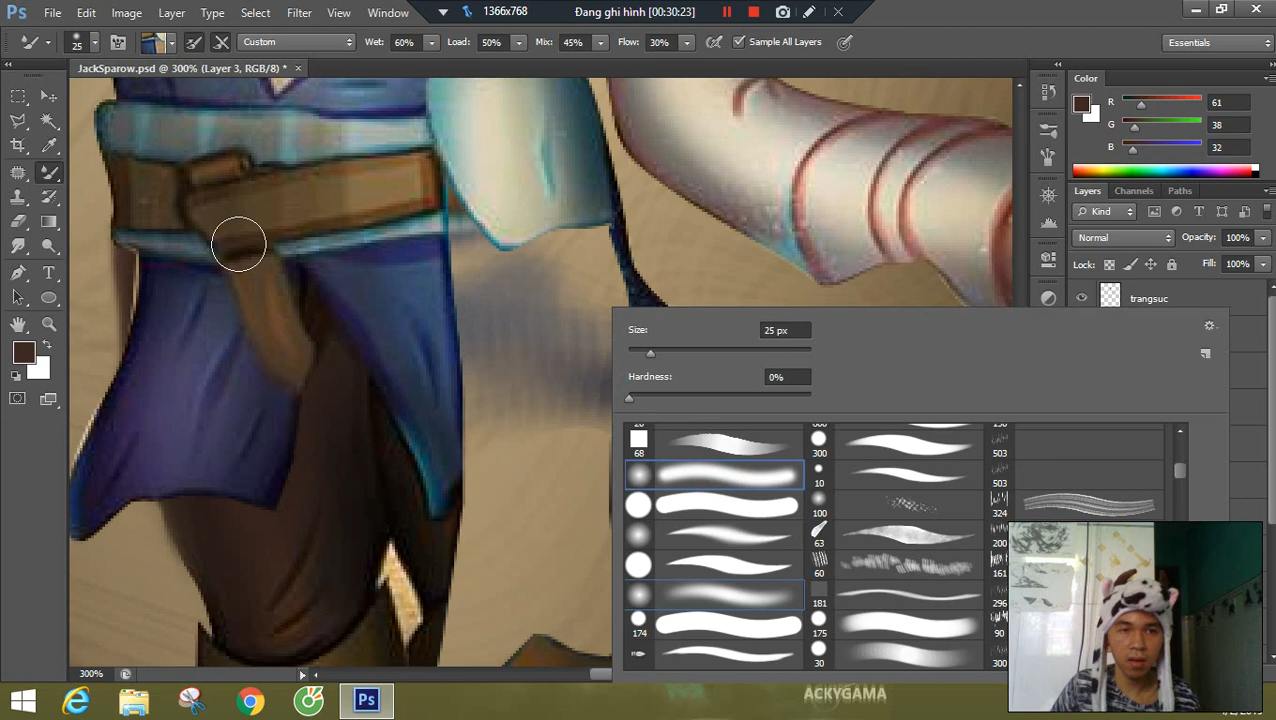 Ps File Edit Image Layer Type Select Filter View Window
1366x768 Đang ghi hình [00:30:23]
25 Custom Wet: 60% Load: 50% Mix: 45% Flow: 30% Sample All Layers Essentials
JackSparow.psd @ 300% (Layer 3, RGB/8) * ×
Color
R 61
G 38
B 32
Layers Channels Paths
Kind
Normal Opacity: 100%
Lock: Fill: 100%
trangsuc
Size: 25 px
Hardness: 0%
68 300 503
10 503
100 324
63 200
60 161
181 296
174 175 90
30 300
300%
Ps
ACKYGAMA